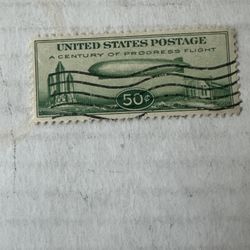 UNITED STATES POSTAGE
A CENTURY OF PROGRESS FLIGHT
50¢